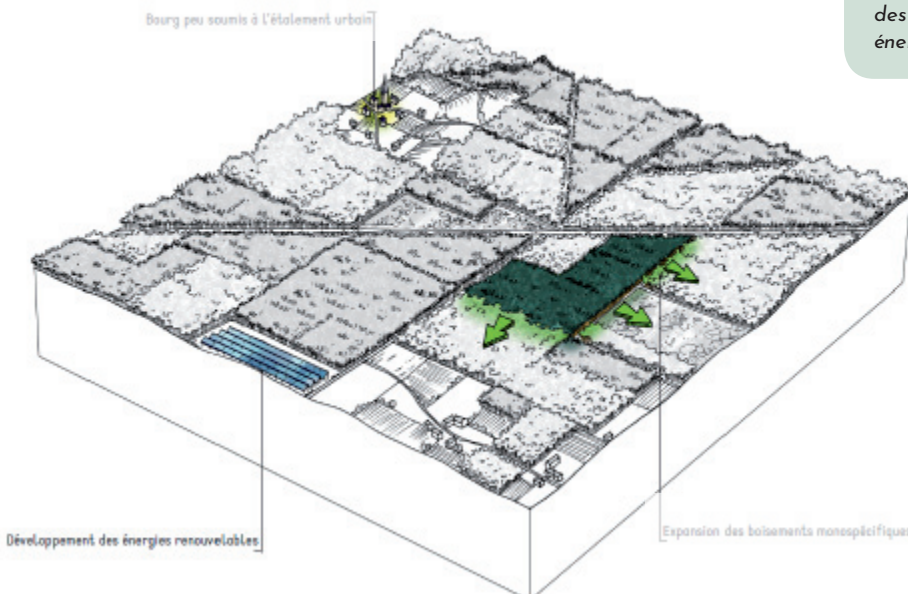 des
éne
Bourg peu soumis à l'étalement urbain
Développement des énergies renouvelables
Expansion des boisements monospécifiques